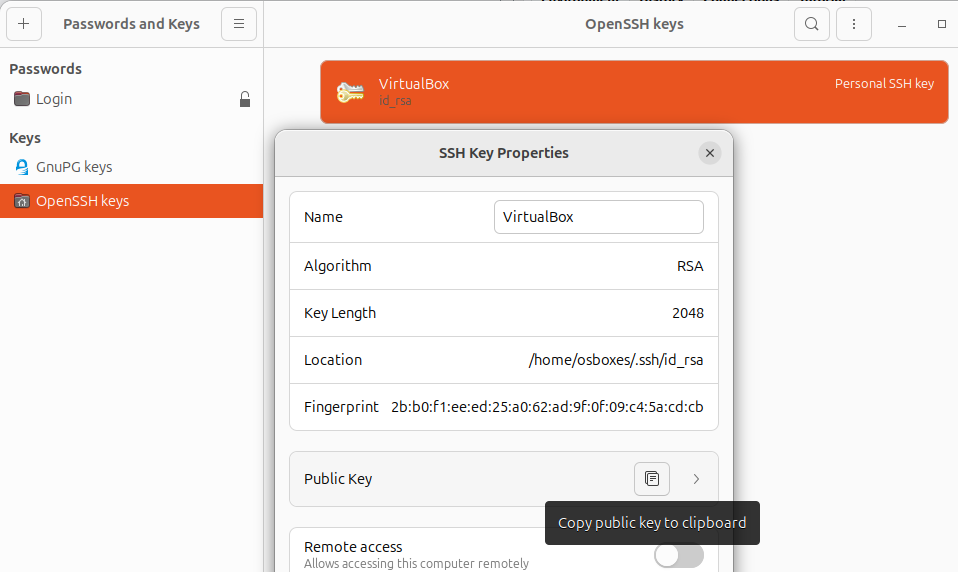 Passwords and Keys
OpenSSH keys
Passwords
Login
Keys
GnuPG keys
OpenSSH keys
VirtualBox
id_rsa
Personal SSH key
SSH Key Properties
Name VirtualBox
Algorithm RSA
Key Length 2048
Location /home/osboxes/.ssh/id_rsa
Fingerprint 2b:b0:f1:ee:ed:25:a0:62:ad:9f:0f:09:c4:5a:cd:cb
Public Key
Copy public key to clipboard
Remote access
Allows accessing this computer remotely